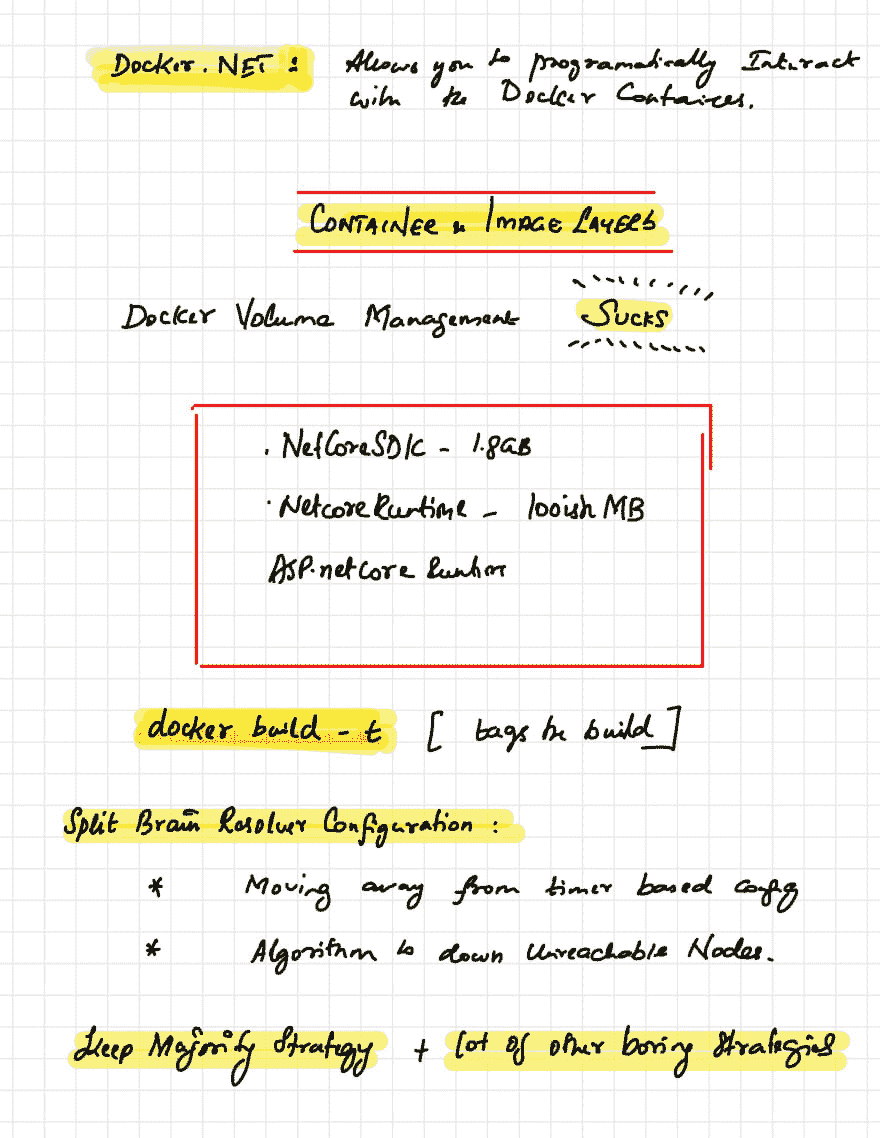 Docker.NET : Allows you to programatically Interact
with the Docker Containers.
CONTAINER & IMAGE LAYERS
Docker Volume Management SUCKS
. NetCoreSDK - 1.8GB
. Netcore Runtime - 100ish MB
ASP.netcore Runtime
docker build - t [ tags the build ]
Split Brain Resolver Configuration :
* Moving away from timer based config
* Algorithm to down Unreachable Nodes.
Keep Majority Strategy + lot of other boring strategies